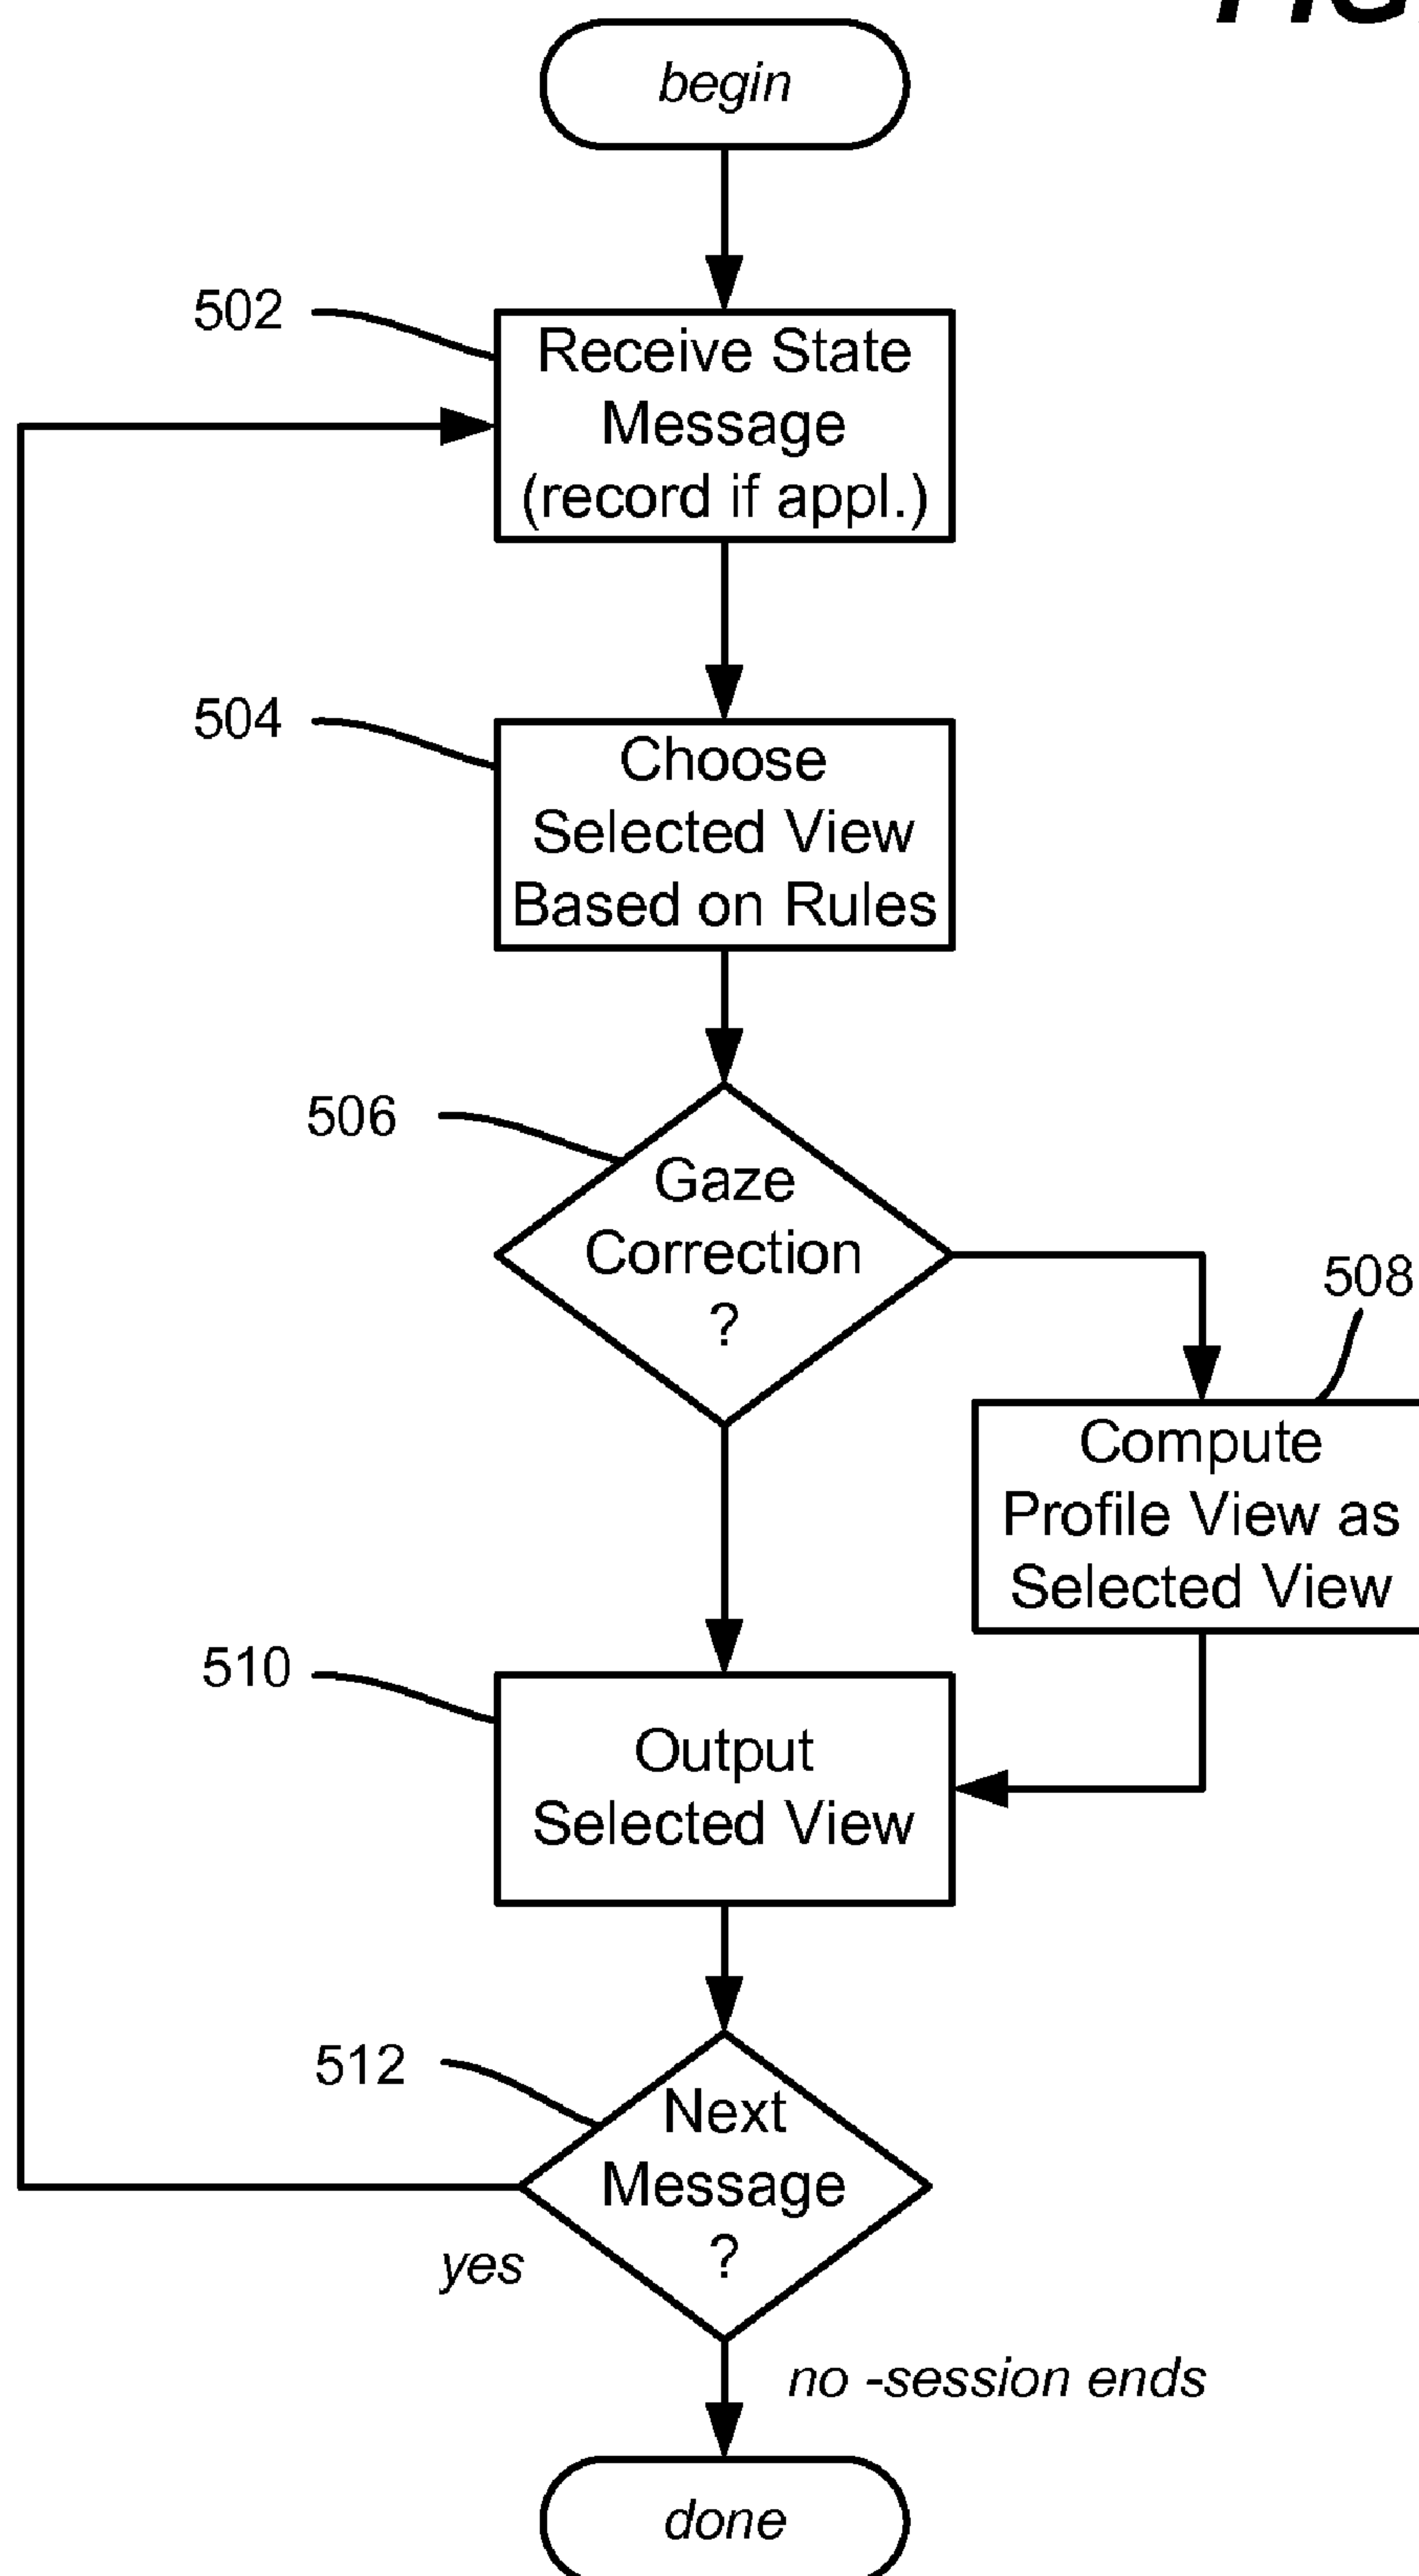 begin
502
Receive State
Message
(record if appl.)
504
Choose
Selected View
Based on Rules
506
Gaze
Correction
?
508
Compute
Profile View as
Selected View
510
Output
Selected View
512
Next
Message
?
yes
no -session ends
done